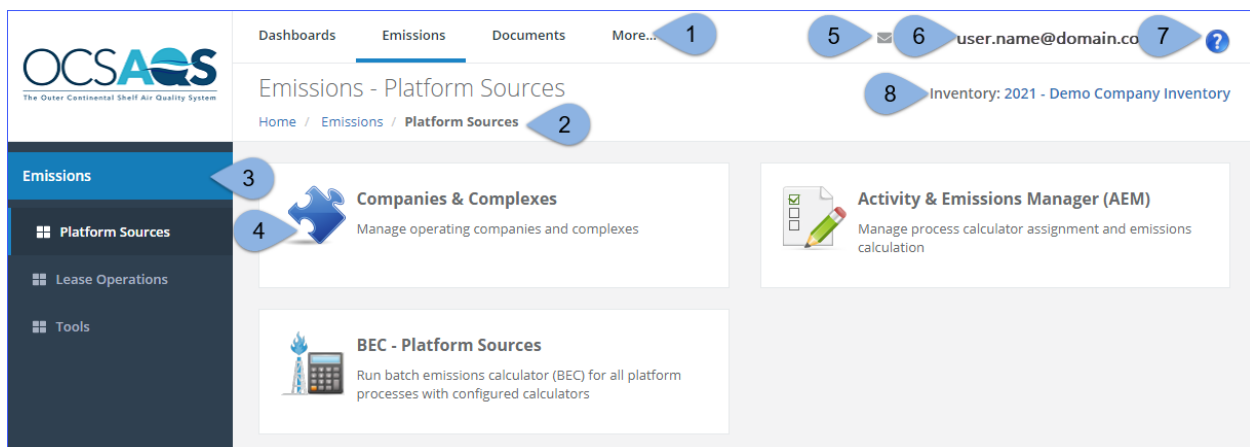 Dashboards Emissions Documents More... 1 5 6 user.name@domain.co 7 ?
OCSAQS
The Outer Continental Shelf Air Quality System
Emissions - Platform Sources
8 Inventory: 2021 - Demo Company Inventory
Home / Emissions / Platform Sources 2
Emissions 3
Platform Sources
Lease Operations
Tools
4
Companies & Complexes
Manage operating companies and complexes
Activity & Emissions Manager (AEM)
Manage process calculator assignment and emissions
calculation
BEC - Platform Sources
Run batch emissions calculator (BEC) for all platform
processes with configured calculators